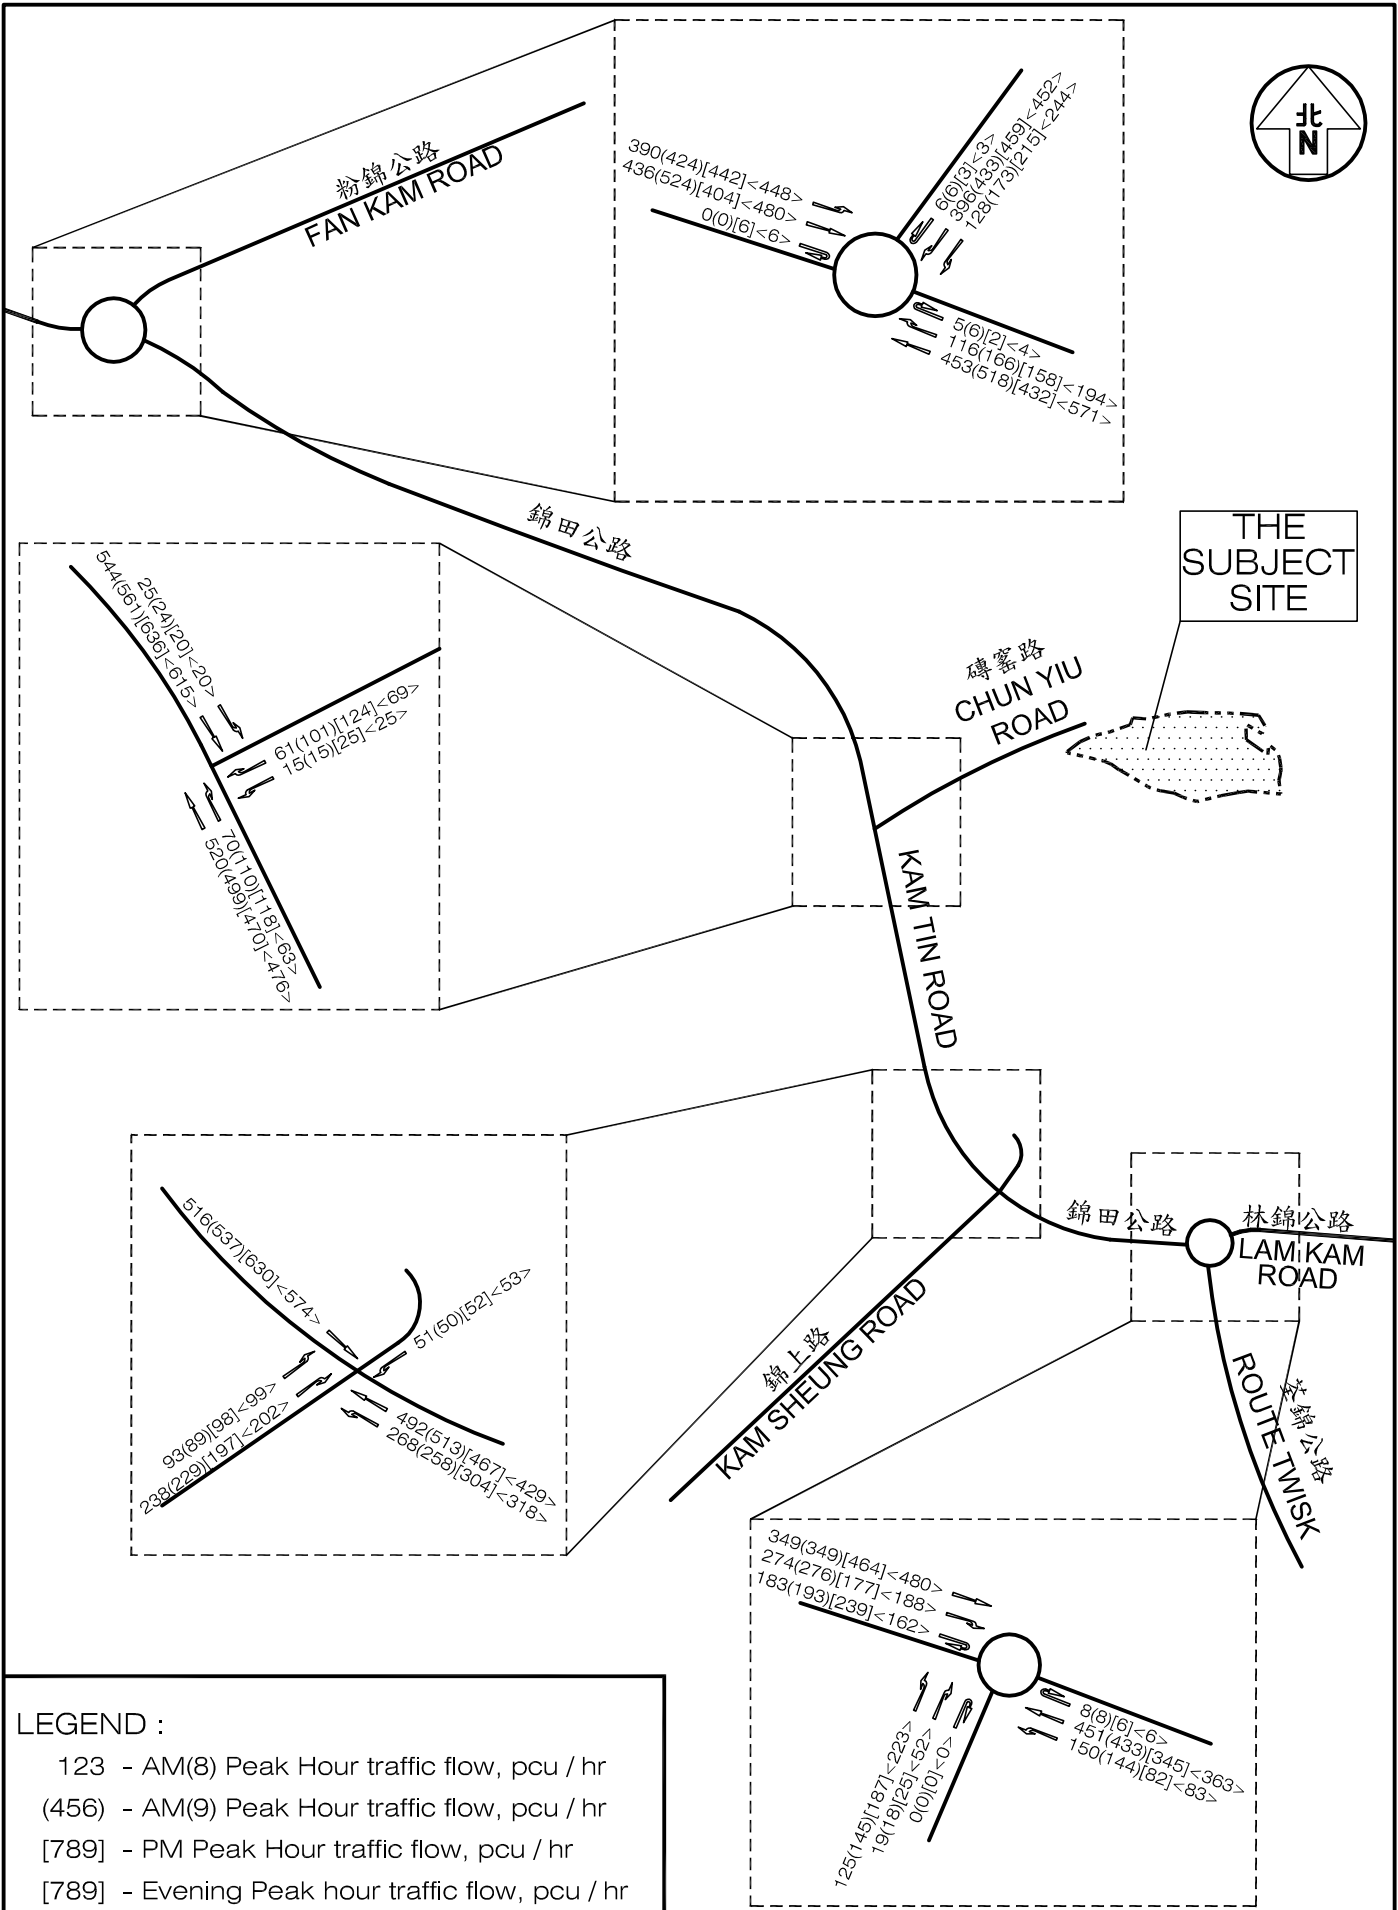 北
N
粉錦公路
FAN KAM ROAD
390(424)[442]<448>
436(524)[404]<480>
0(0)[6]<6>
6(6)[3]<3>
396(433)[459]<452>
128(173)[215]<244>
5(6)[2]<4>
116(166)[158]<194>
453(518)[432]<571>
錦田公路
THE
SUBJECT
SITE
25(24)[20]<20>
544(561)[636]<615>
61(101)[124]<69>
15(15)[25]<25>
70(110)[118]<63>
520(499)[470]<476>
磚窰路
CHUN YIU
ROAD
KAM TIN ROAD
516(537)[630]<574>
51(50)[52]<53>
93(89)[98]<99>
238(229)[197]<202>
492(513)[467]<429>
268(258)[304]<318>
錦上路
KAM SHEUNG ROAD
錦田公路
林錦公路
LAM KAM
ROAD
荃錦公路
ROUTE TWISK
349(349)[464]<480>
274(276)[177]<188>
183(193)[239]<162>
125(145)[187]<223>
19(18)[25]<52>
0(0)[0]<0>
8(8)[6]<6>
451(433)[345]<363>
150(144)[82]<83>
LEGEND :
123 - AM(8) Peak Hour traffic flow, pcu / hr
(456) - AM(9) Peak Hour traffic flow, pcu / hr
[789] - PM Peak Hour traffic flow, pcu / hr
[789] - Evening Peak hour traffic flow, pcu / hr